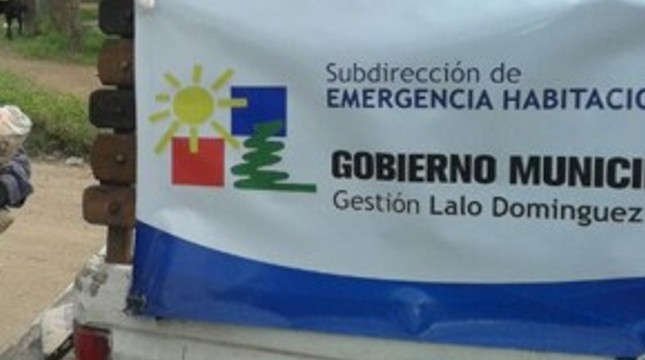 Subdirección de
EMERGENCIA HABITACIO
GOBIERNO MUNICI
Gestión Lalo Dominguez